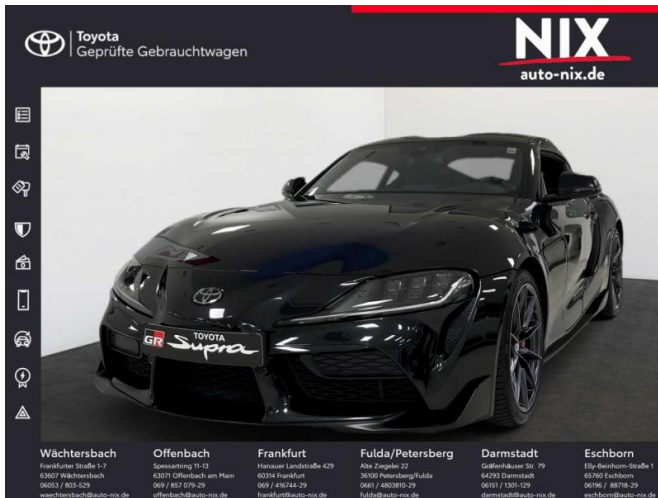 Toyota
Geprüfte Gebrauchtwagen
NIX
auto-nix.de
GR TOYOTA Supra
Wächtersbach
Frankfurter Straße 1-7
63607 Wächtersbach
06053 / 803-529
waechtersbach@auto-nix.de
Offenbach
Spessartring 11-13
63071 Offenbach am Main
069 / 857 079-29
offenbach@auto-nix.de
Frankfurt
Hanauer Landstraße 429
60314 Frankfurt
069 / 416744-29
frankfurt@auto-nix.de
Fulda/Petersberg
Alte Ziegelei 22
36100 Petersberg/Fulda
0661 / 4803810-29
fulda@auto-nix.de
Darmstadt
Gräfenhäuser Str. 79
64293 Darmstadt
06151 / 1301-129
darmstadt@auto-nix.de
Eschborn
Elly-Beinhorn-Straße 1
65760 Eschborn
06196 / 88718-29
eschborn@auto-nix.de